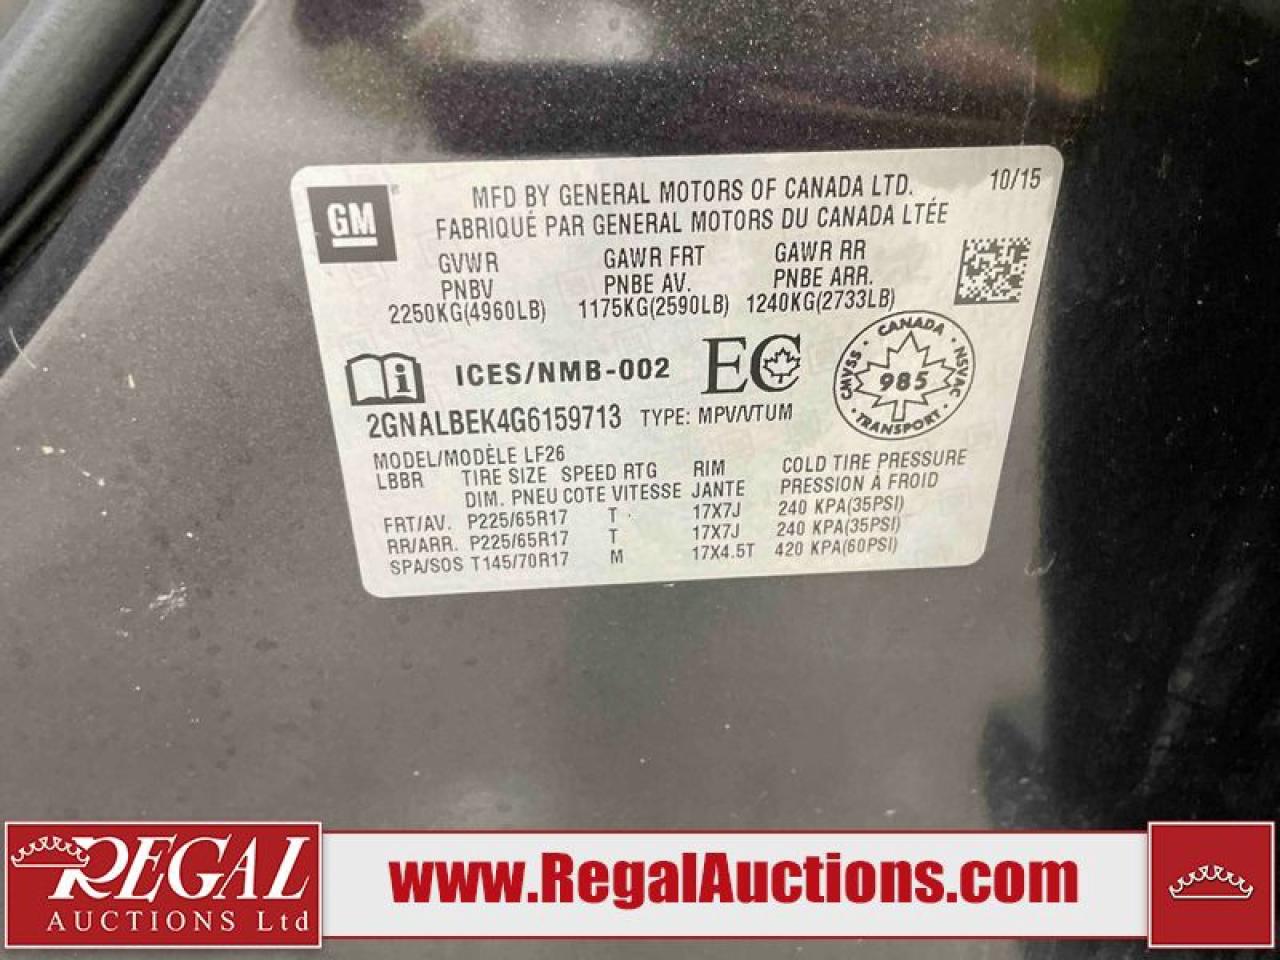 GM
MFD BY GENERAL MOTORS OF CANADA LTD. 10/15
FABRIQUÉ PAR GENERAL MOTORS DU CANADA LTÉE
GVWR GAWR FRT GAWR RR
PNBV PNBE AV. PNBE ARR.
2250KG(4960LB) 1175KG(2590LB) 1240KG(2733LB)
ICES/NMB-002 EC
CANADA
CMVSS 985 NSVAC
TRANSPORT
2GNALBEK4G6159713 TYPE: MPV/VTUM
MODEL/MODÈLE LF26
LBBR TIRE SIZE SPEED RTG RIM COLD TIRE PRESSURE
DIM. PNEU COTE VITESSE JANTE PRESSION À FROID
FRT/AV. P225/65R17 T 17X7J 240 KPA(35PSI)
RR/ARR. P225/65R17 T 17X7J 240 KPA(35PSI)
SPA/SOS T145/70R17 M 17X4.5T 420 KPA(60PSI)
REGAL
AUCTIONS Ltd
www.RegalAuctions.com